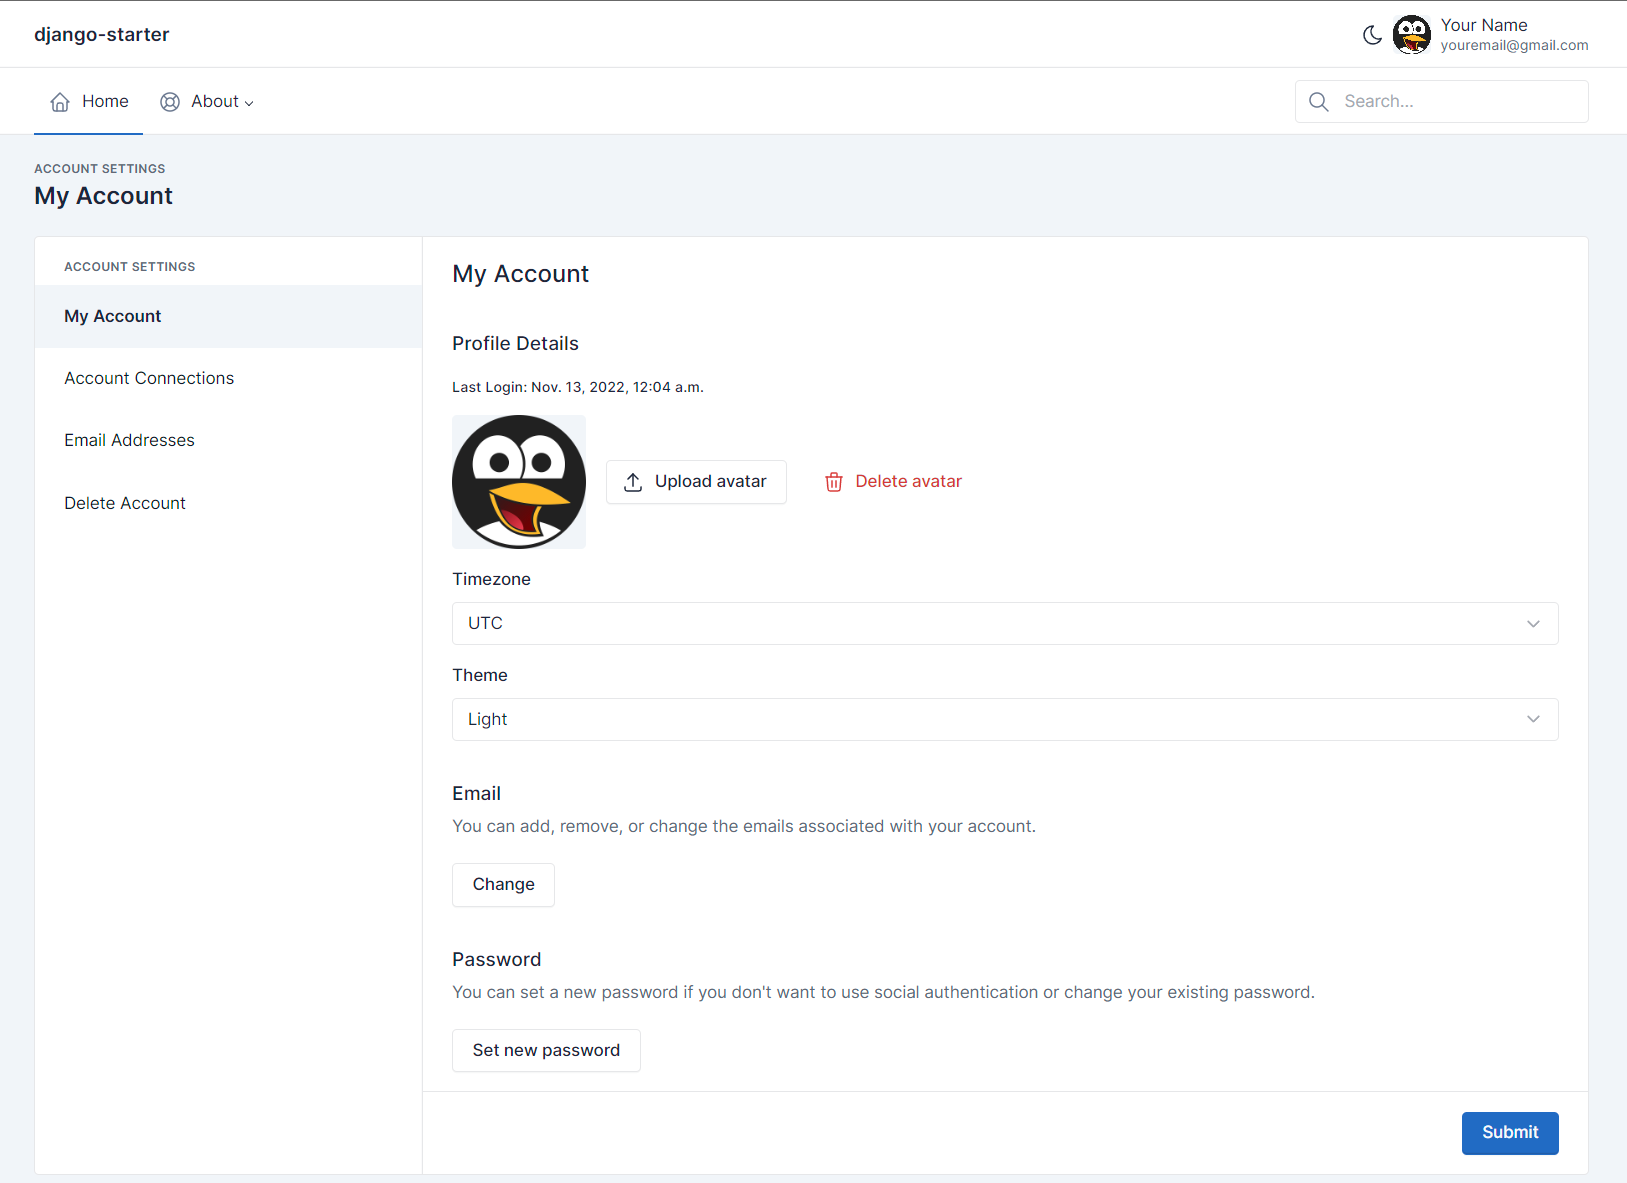 django-starter
Your Name
youremail@gmail.com
Home
About
Search...
ACCOUNT SETTINGS
My Account
ACCOUNT SETTINGS
My Account
Account Connections
Email Addresses
Delete Account
My Account
Profile Details
Last Login: Nov. 13, 2022, 12:04 a.m.
Upload avatar
Delete avatar
Timezone
UTC
Theme
Light
Email
You can add, remove, or change the emails associated with your account.
Change
Password
You can set a new password if you don't want to use social authentication or change your existing password.
Set new password
Submit